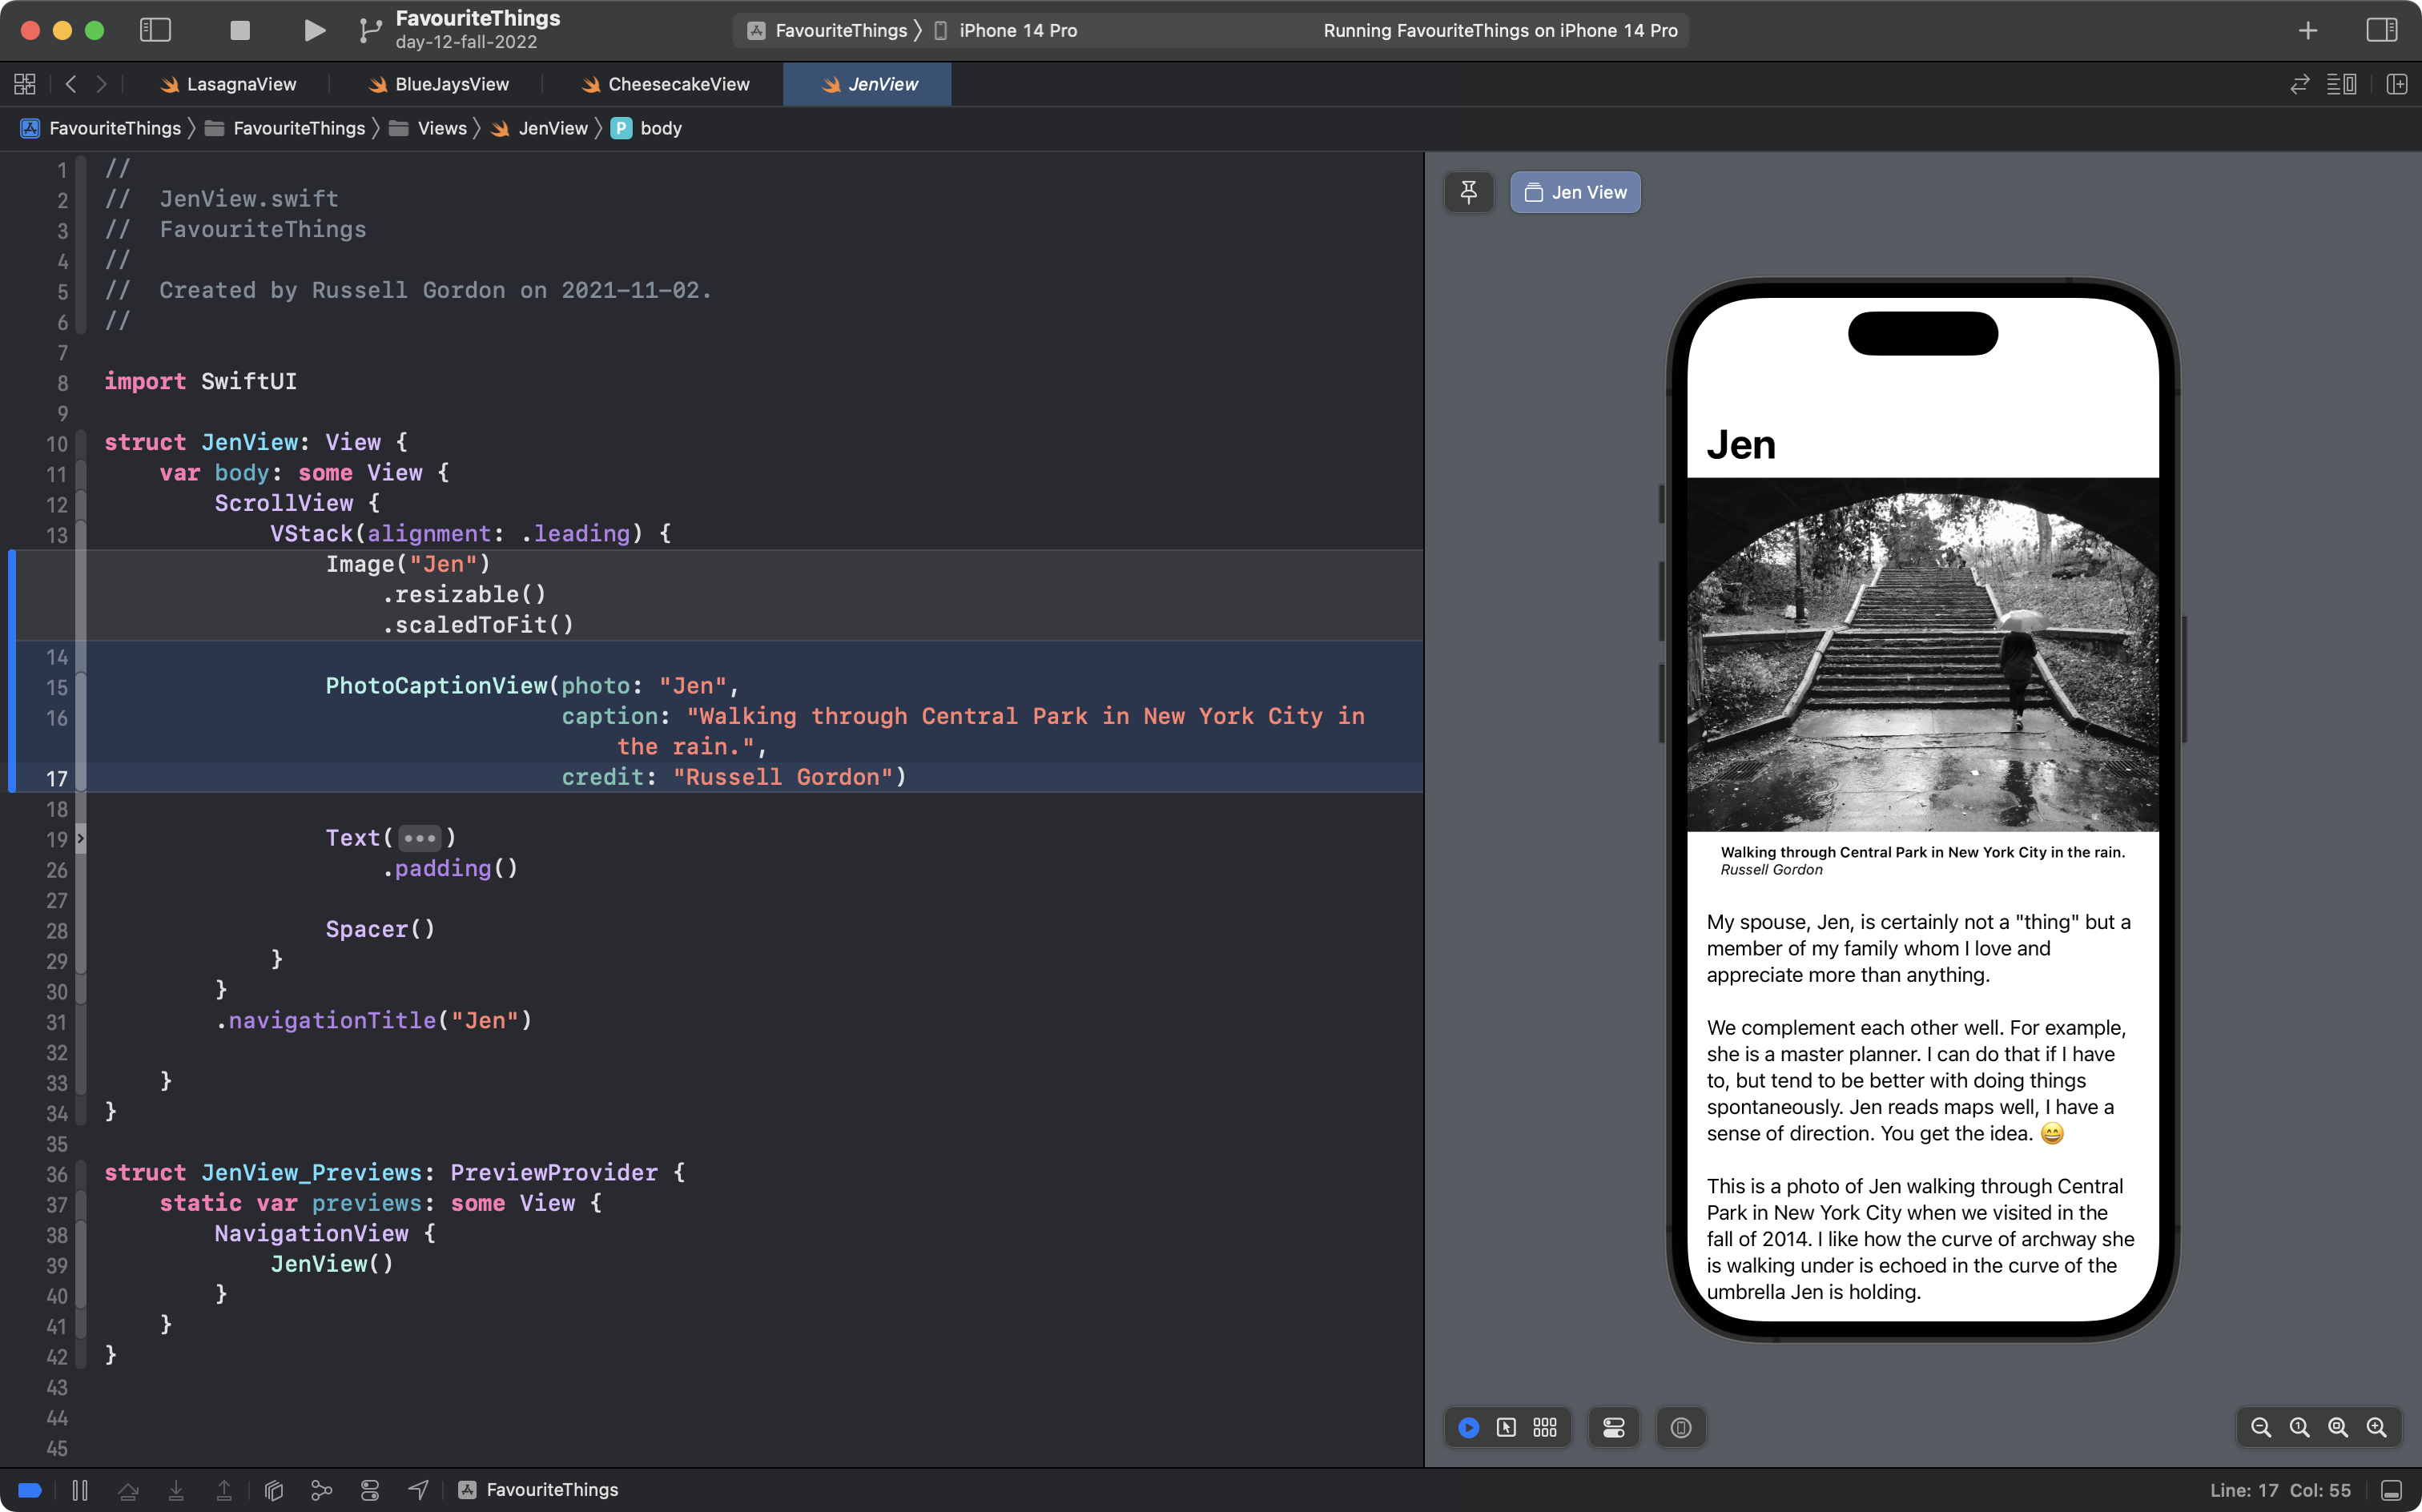 FavouriteThings
day-12-fall-2022
FavouriteThings 〉 iPhone 14 Pro
Running FavouriteThings on iPhone 14 Pro
LasagnaView
BlueJaysView
CheesecakeView
JenView
FavouriteThings 〉 FavouriteThings 〉 Views 〉 JenView 〉 P body
1 //
2 //  JenView.swift
3 //  FavouriteThings
4 //
5 //  Created by Russell Gordon on 2021-11-02.
6 //
7
8 import SwiftUI
9
10 struct JenView: View {
11     var body: some View {
12         ScrollView {
13             VStack(alignment: .leading) {
                Image("Jen")
                    .resizable()
                    .scaledToFit()
14
15                 PhotoCaptionView(photo: "Jen",
16                                  caption: "Walking through Central Park in New York City in
                                     the rain.",
17                                  credit: "Russell Gordon")
18
19                 Text(•••)
26                     .padding()
27
28                 Spacer()
29             }
30         }
31         .navigationTitle("Jen")
32
33     }
34 }
35
36 struct JenView_Previews: PreviewProvider {
37     static var previews: some View {
38         NavigationView {
39             JenView()
40         }
41     }
42 }
43
44
45
Jen View
Jen
Walking through Central Park in New York City in the rain.
Russell Gordon
My spouse, Jen, is certainly not a "thing" but a
member of my family whom I love and
appreciate more than anything.
We complement each other well. For example,
she is a master planner. I can do that if I have
to, but tend to be better with doing things
spontaneously. Jen reads maps well, I have a
sense of direction. You get the idea. 😄
This is a photo of Jen walking through Central
Park in New York City when we visited in the
fall of 2014. I like how the curve of archway she
is walking under is echoed in the curve of the
umbrella Jen is holding.
FavouriteThings
Line: 17  Col: 55